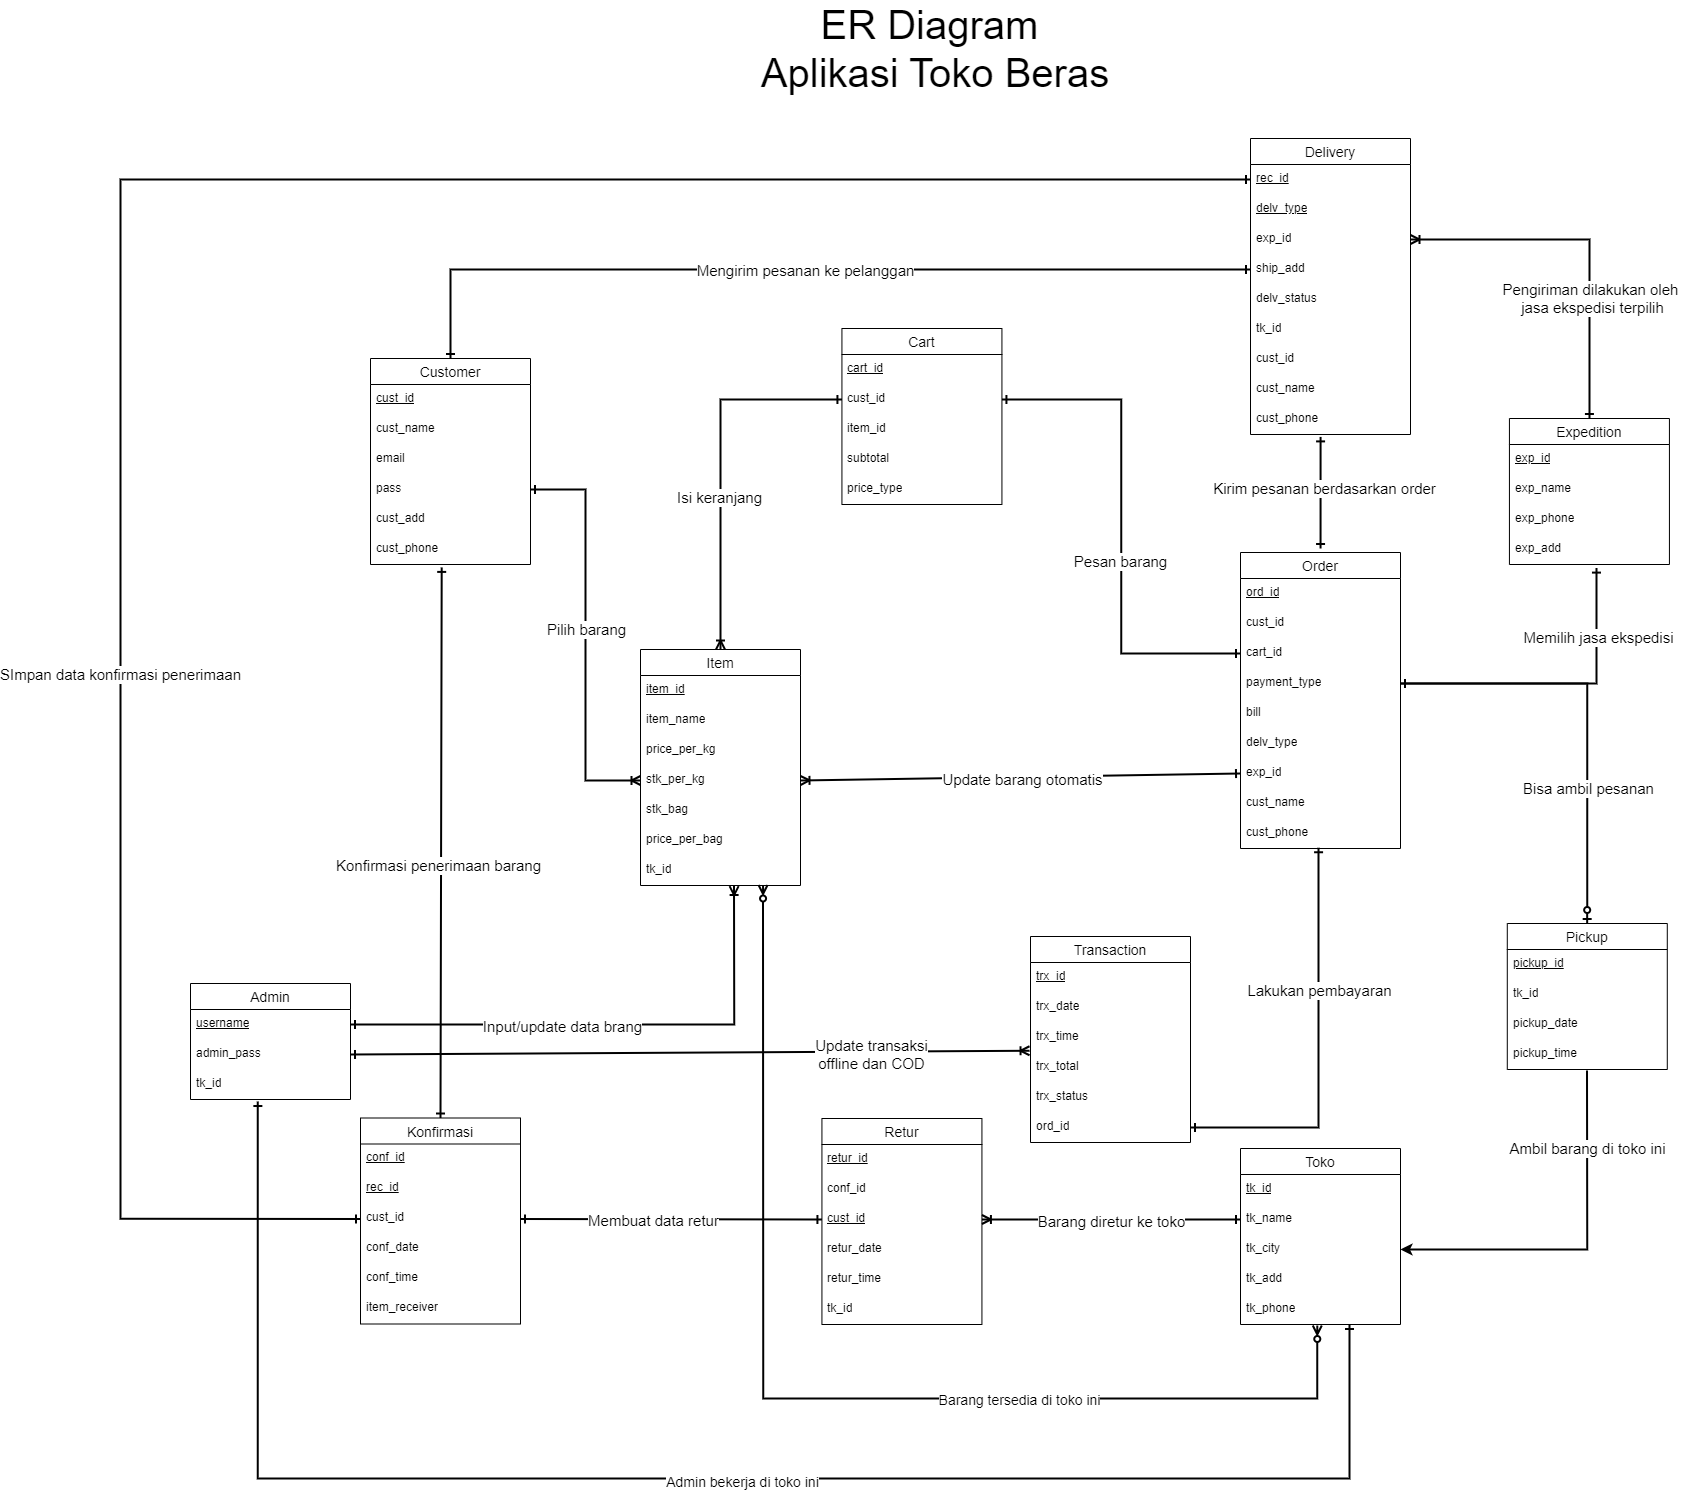 ER Diagram
Aplikasi Toko Beras
Delivery
rec_id
delv_type
exp_id
ship_add
delv_status
tk_id
cust_id
cust_name
cust_phone
Mengirim pesanan ke pelanggan
Pengiriman dilakukan oleh
jasa ekspedisi terpilih
Cart
cart_id
cust_id
item_id
subtotal
price_type
Customer
cust_id
cust_name
email
pass
cust_add
cust_phone
Expedition
exp_id
exp_name
exp_phone
exp_add
Isi keranjang
Kirim pesanan berdasarkan order
Pesan barang
Order
ord_id
cust_id
cart_id
payment_type
bill
delv_type
exp_id
cust_name
cust_phone
Pilih barang
Memilih jasa ekspedisi
SImpan data konfirmasi penerimaan
Item
item_id
item_name
price_per_kg
stk_per_kg
stk_bag
price_per_bag
tk_id
Update barang otomatis
Bisa ambil pesanan
Konfirmasi penerimaan barang
Pickup
pickup_id
tk_id
pickup_date
pickup_time
Transaction
trx_id
trx_date
trx_time
trx_total
trx_status
ord_id
Lakukan pembayaran
Admin
username
admin_pass
tk_id
Input/update data brang
Update transaksi
offline dan COD
Konfirmasi
conf_id
rec_id
cust_id
conf_date
conf_time
item_receiver
Membuat data retur
Retur
retur_id
conf_id
cust_id
retur_date
retur_time
tk_id
Barang diretur ke toko
Toko
tk_id
tk_name
tk_city
tk_add
tk_phone
Ambil barang di toko ini
Barang tersedia di toko ini
Admin bekerja di toko ini